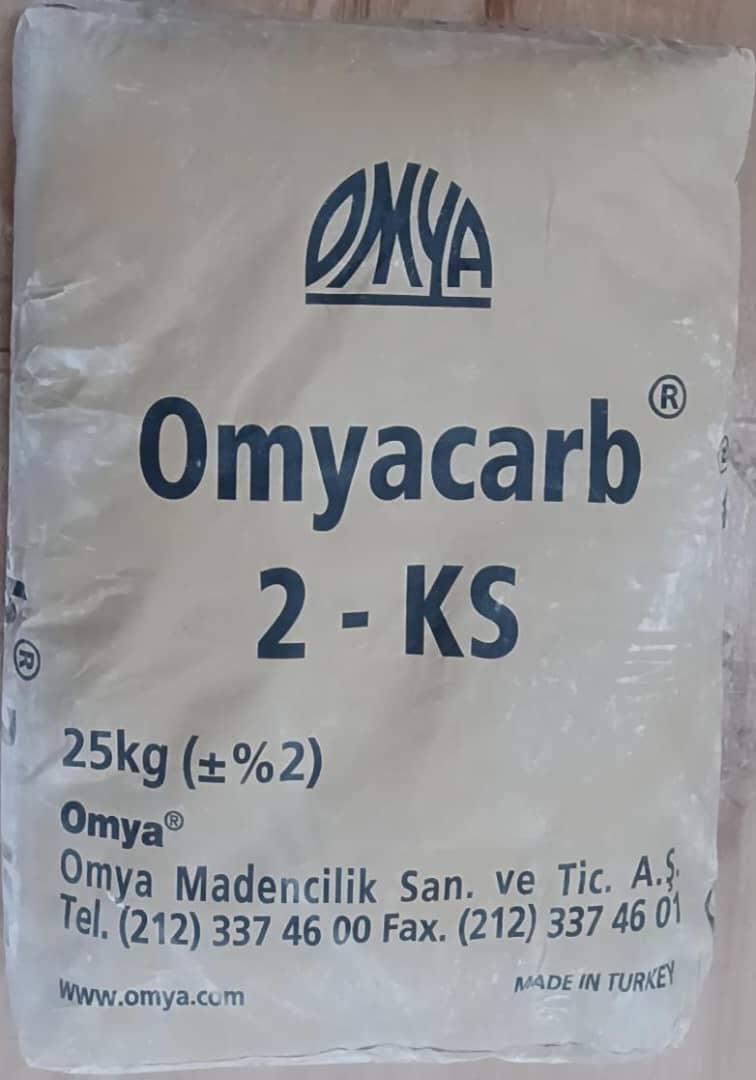 OMYA
Omyacarb®
2 - KS
25kg (±%2)
Omya®
Omya Madencilik San. ve Tic. A.Ş.
Tel. (212) 337 46 00 Fax. (212) 337 46 01
www.omya.com
MADE IN TURKEY